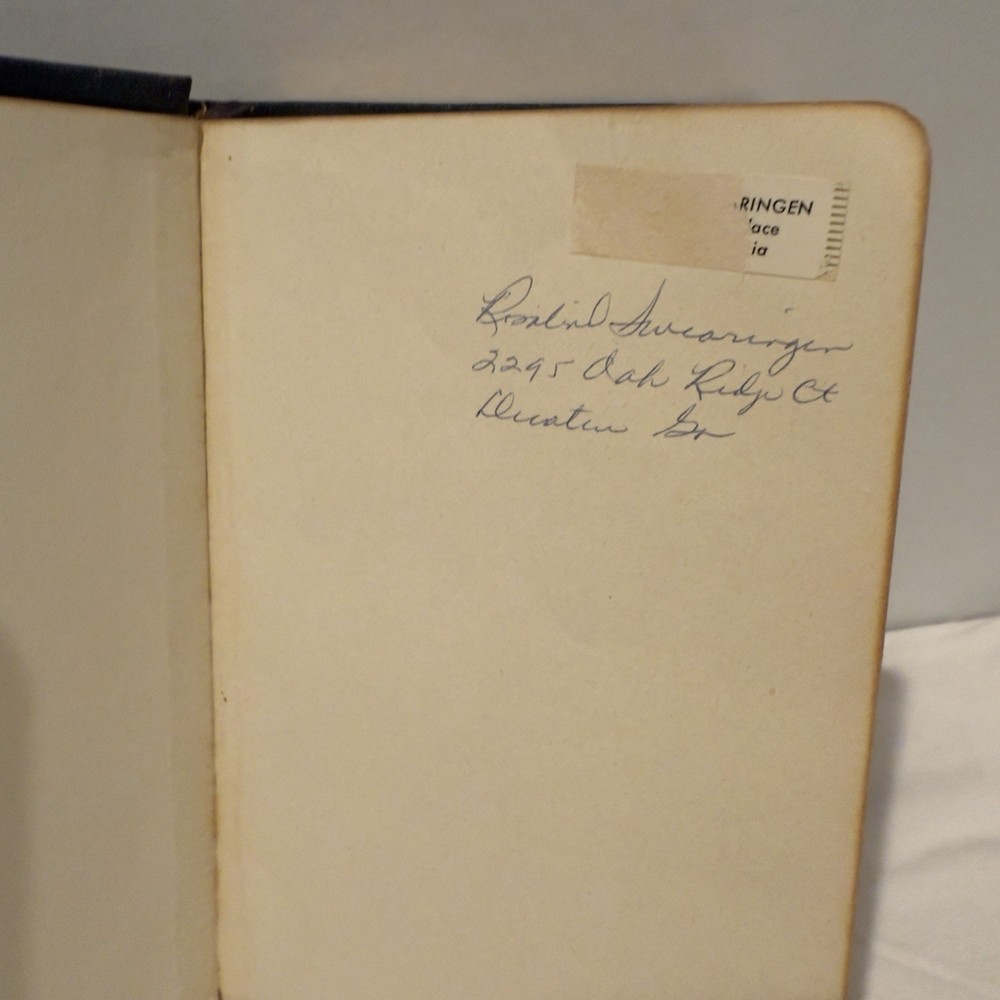 RINGEN
lace
ia
Rosalind Swearingen
2295 Oak Ridge Ct
Decatur Ga